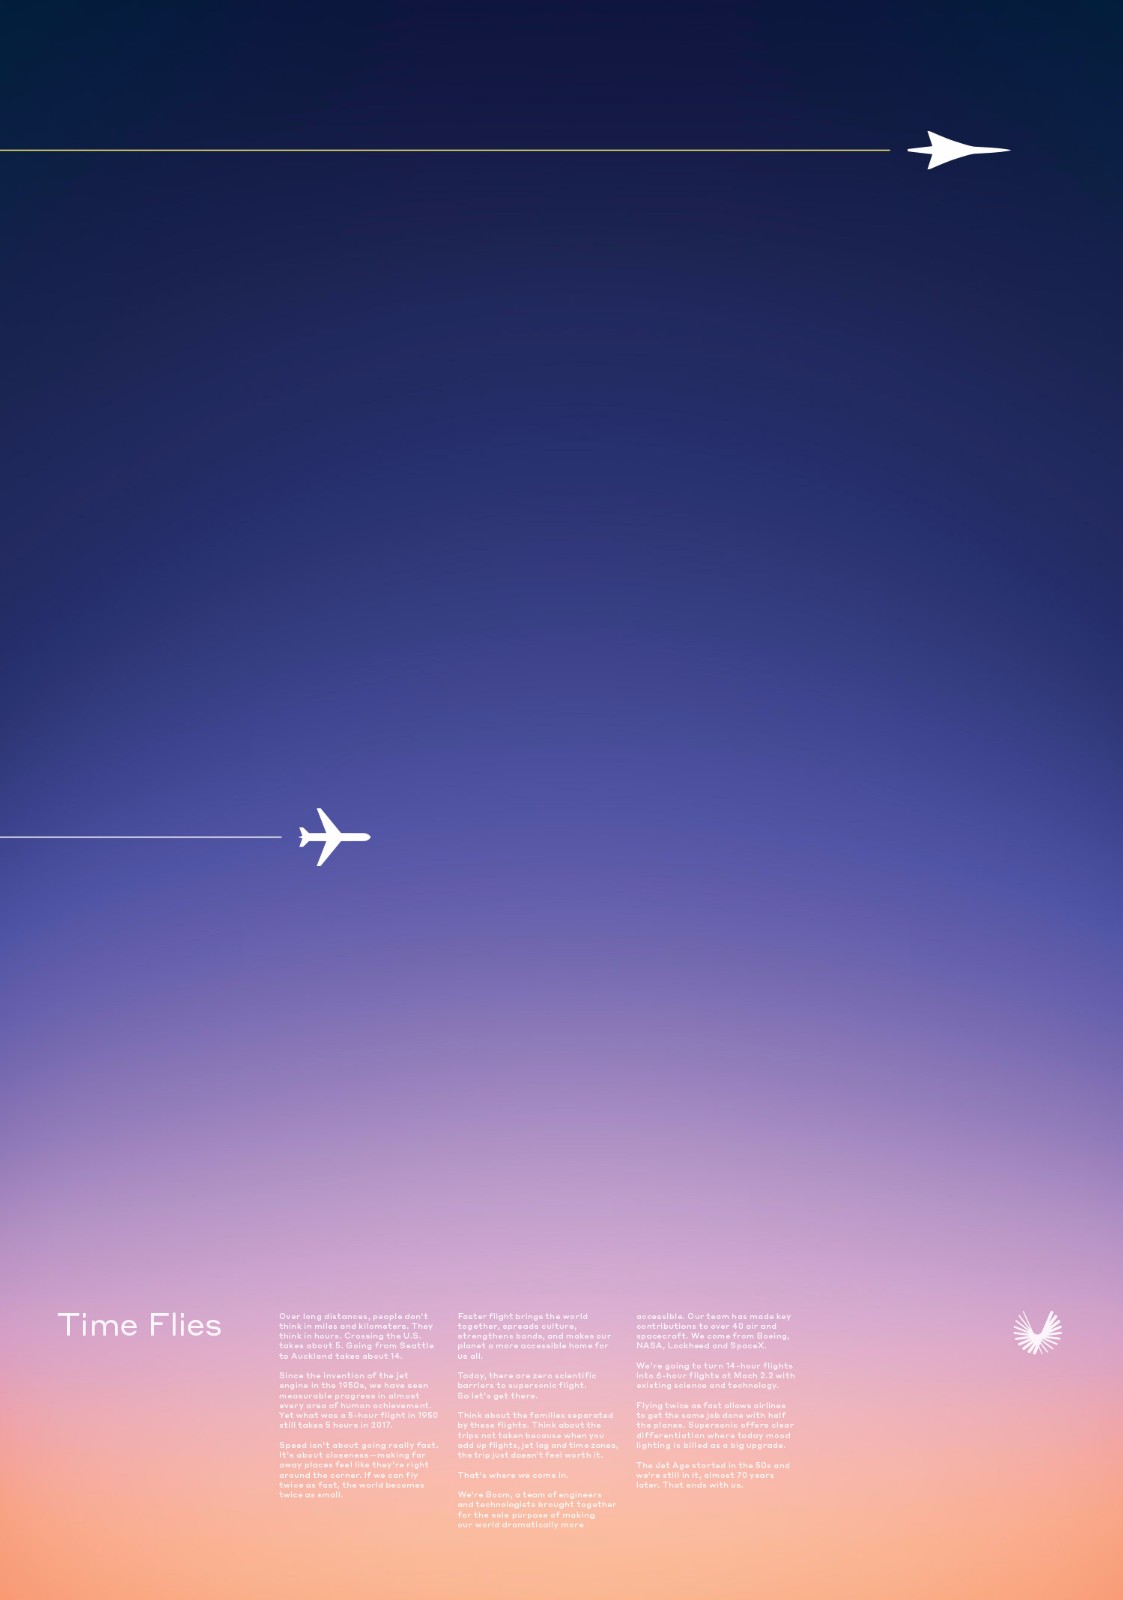 Time Flies
Over long distances, people don't
think in miles and kilometers. They
think in hours. Crossing the U.S.
takes about 5. Going from Seattle
to Auckland takes about 14.
Since the invention of the jet
engine in the 1950s, we have seen
measurable progress in almost
every area of human achievement.
Yet what was a 5-hour flight in 1950
still takes 5 hours in 2017.
Speed isn't about going really fast.
It's about closeness—making far
away places feel like they're right
around the corner. If we can fly
twice as fast, the world becomes
twice as small.
Faster flight brings the world
together, spreads culture,
strengthens bonds, and makes our
planet a more accessible home for
us all.
Today, there are zero scientific
barriers to supersonic flight.
So let's get there.
Think about the families separated
by these flights. Think about the
trips not taken because when you
add up flights, jet lag and time zones,
the trip just doesn't feel worth it.
That's where we come in.
We're Boom, a team of engineers
and technologists brought together
for the sole purpose of making
our world dramatically more
accessible. Our team has made key
contributions to over 40 air and
spacecraft. We come from Boeing,
NASA, Lockheed and SpaceX.
We're going to turn 14-hour flights
into 6-hour flights at Mach 2.2 with
existing science and technology.
Flying twice as fast allows airlines
to get the same job done with half
the planes. Supersonic offers clear
differentiation where today mood
lighting is billed as a big upgrade.
The Jet Age started in the 50s and
we're still in it, almost 70 years
later. That ends with us.